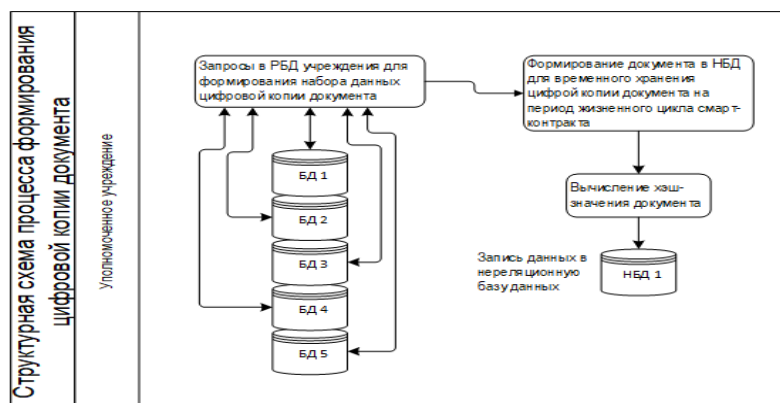 Структурная схема процесса формирования
цифровой копии документа
Уполномоченное учреждение
Запросы в РБД учреждения для
формирования набора данных
цифровой копии документа
Формирование документа в НБД
для временного хранения
цифрой копии документа на
период жизненного цикла смарт-
контракта
БД 1
БД 2
БД 3
БД 4
БД 5
Вычисление хэш-
значения документа
Запись данных в
нереляционную
базу данных
НБД 1